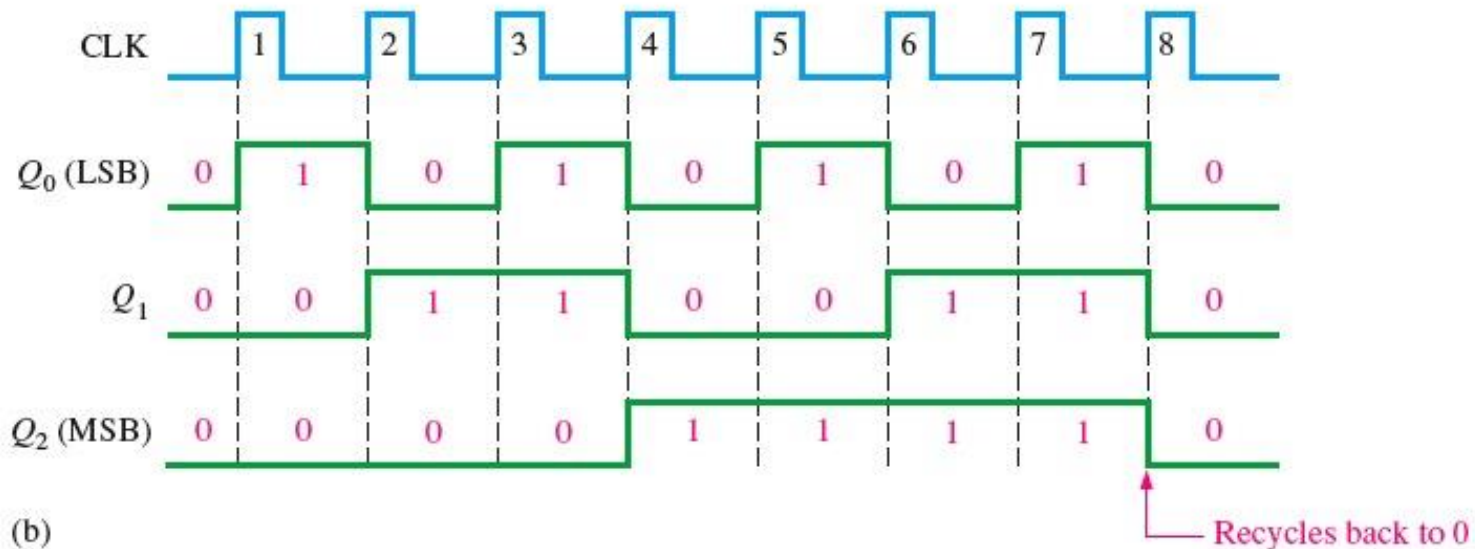 CLK 1 2 3 4 5 6 7 8
Q0 (LSB) 0 1 0 1 0 1 0 1 0
Q1 0 0 1 1 0 0 1 1 0
Q2 (MSB) 0 0 0 0 1 1 1 1 0
(b) Recycles back to 0